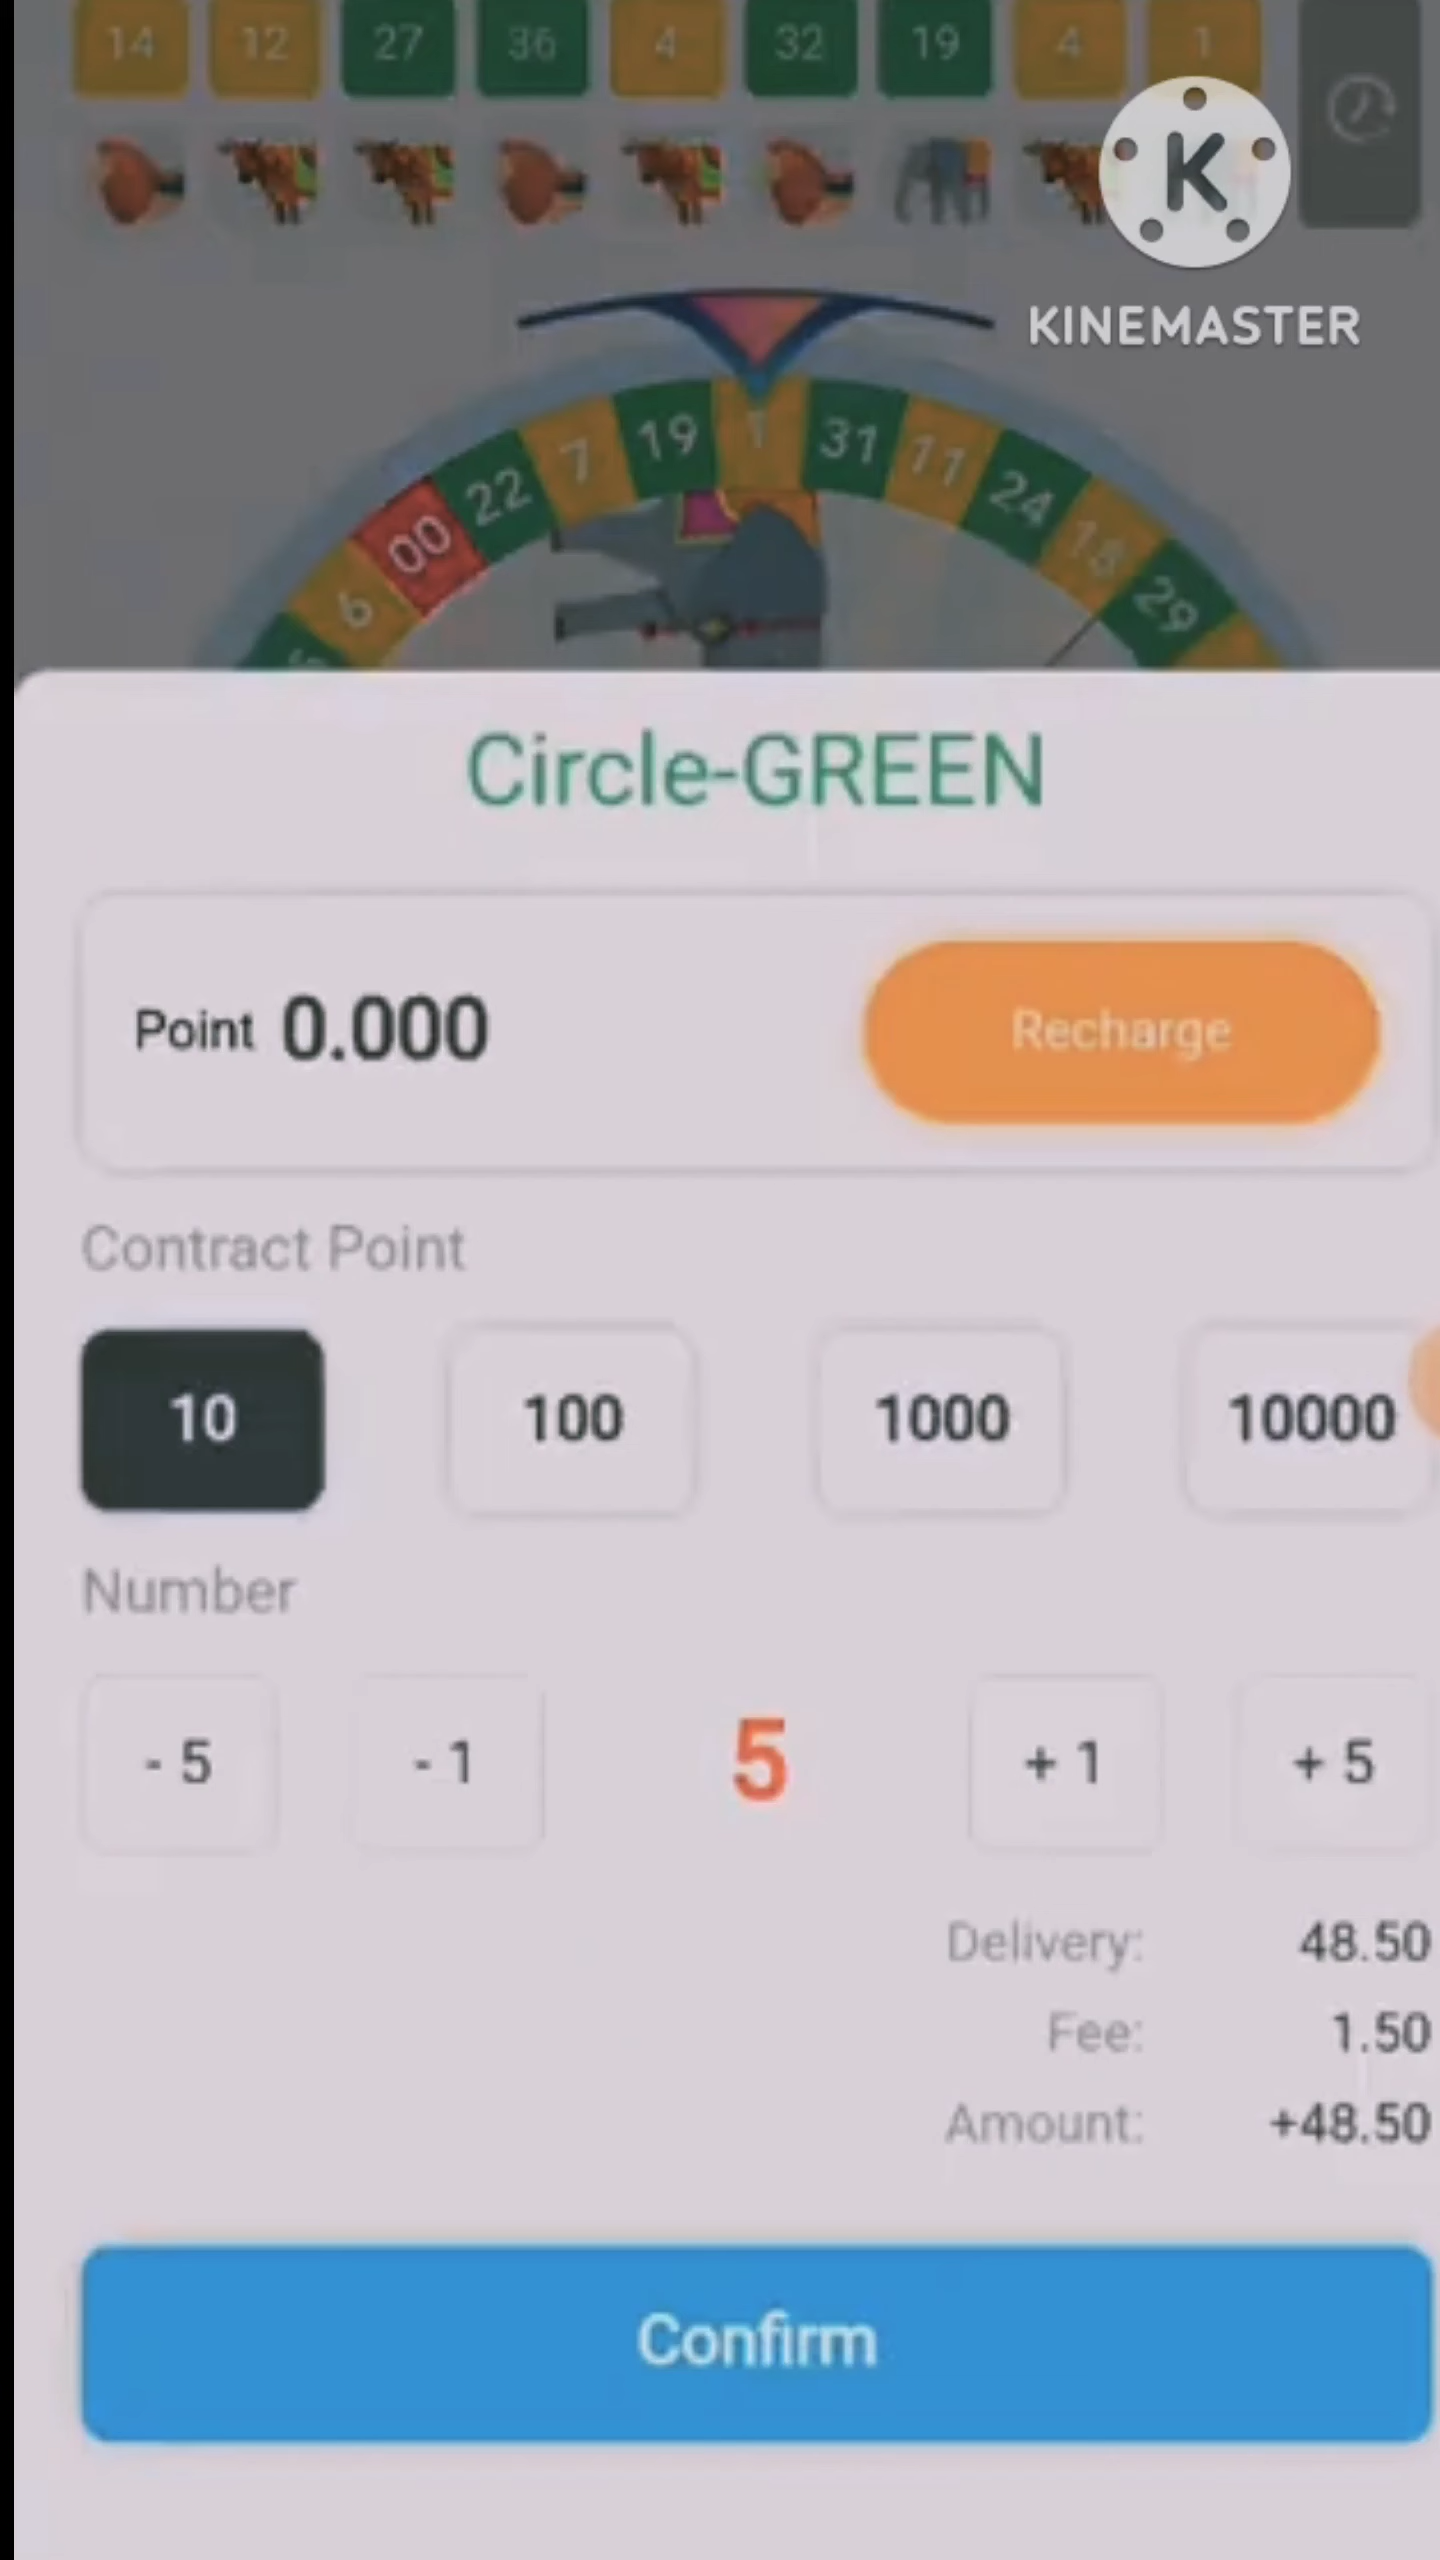 14 12 27 36 4 32 19 4 1
K
KINEMASTER
6 00 22 7 19 1 31 11 24 18 29
Circle-GREEN
Point 0.000 Recharge
Contract Point
10 100 1000 10000
Number
- 5 - 1 5 + 1 + 5
Delivery: 48.50
Fee: 1.50
Amount: +48.50
Confirm